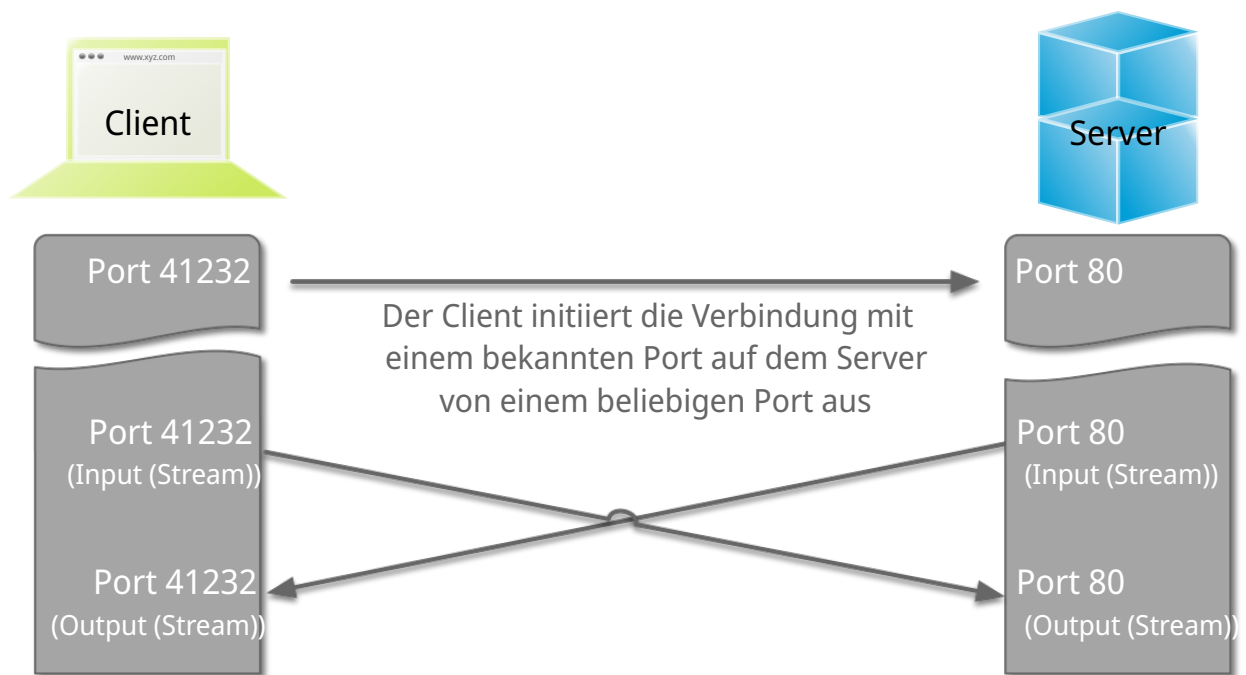 www.xyz.com
Client
Server
Port 41232
Port 80
Der Client initiiert die Verbindung mit
einem bekannten Port auf dem Server
von einem beliebigen Port aus
Port 41232
(Input (Stream))
Port 80
(Input (Stream))
Port 41232
(Output (Stream))
Port 80
(Output (Stream))